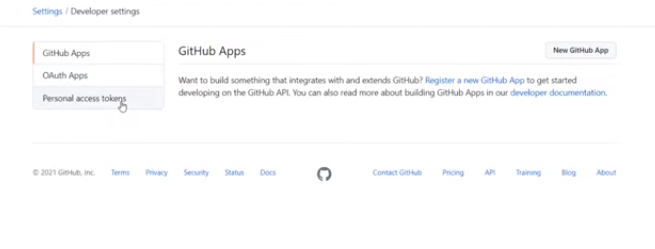 Settings / Developer settings
GitHub Apps
OAuth Apps
Personal access tokens
GitHub Apps
New GitHub App
Want to build something that integrates with and extends GitHub? Register a new GitHub App to get started
developing on the GitHub API. You can also read more about building GitHub Apps in our developer documentation.
© 2021 GitHub, Inc. Terms Privacy Security Status Docs Contact GitHub Pricing API Training Blog About